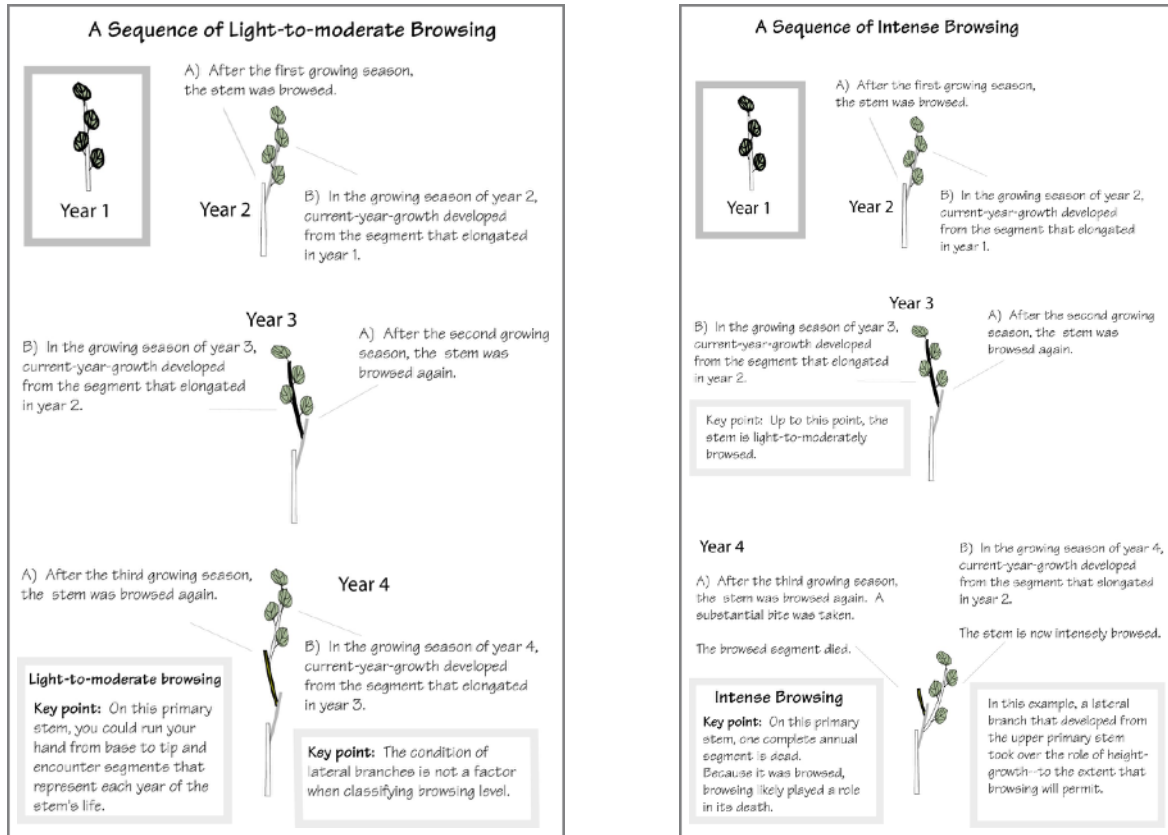 A Sequence of Light-to-moderate Browsing
A) After the first growing season,
the stem was browsed.
Year 1
Year 2
B) In the growing season of year 2,
current-year-growth developed
from the segment that elongated
in year 1.
Year 3
B) In the growing season of year 3,
current-year-growth developed
from the segment that elongated
in year 2.
A) After the second growing
season, the stem was
browsed again.
A) After the third growing season,
the stem was browsed again.
Year 4
B) In the growing season of year 4,
current-year-growth developed
from the segment that elongated
in year 3.
Light-to-moderate browsing
Key point: On this primary
stem, you could run your
hand from base to tip and
encounter segments that
represent each year of the
stem's life.
Key point: The condition of
lateral branches is not a factor
when classifying browsing level.
A Sequence of Intense Browsing
A) After the first growing season,
the stem was browsed.
Year 1
Year 2
B) In the growing season of year 2,
current-year-growth developed
from the segment that elongated
in year 1.
Year 3
B) In the growing season of year 3,
current-year-growth developed
from the segment that elongated
in year 2.
A) After the second growing
season, the stem was
browsed again.
Key point: Up to this point, the
stem is light-to-moderately
browsed.
Year 4
A) After the third growing season,
the stem was browsed again. A
substantial bite was taken.
The browsed segment died.
B) In the growing season of year 4,
current-year-growth developed
from the segment that elongated
in year 2.
The stem is now intensely browsed.
Intense Browsing
Key point: On this primary
stem, one complete annual
segment is dead.
Because it was browsed,
browsing likely played a role
in its death.
In this example, a lateral
branch that developed from
the upper primary stem
took over the role of height-
growth--to the extent that
browsing will permit.